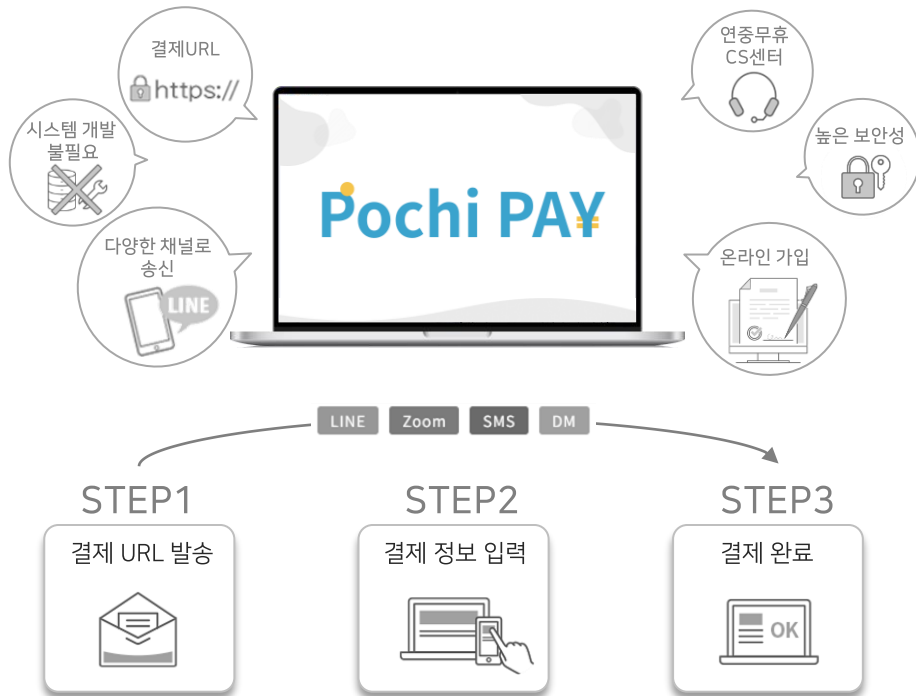 결제URL
https://
연중무휴
CS센터
시스템 개발
불필요
높은 보안성
Pochi PAY
다양한 채널로
송신
LINE
온라인 가입
LINE
Zoom
SMS
DM
STEP1
STEP2
STEP3
결제 URL 발송
결제 정보 입력
결제 완료
OK